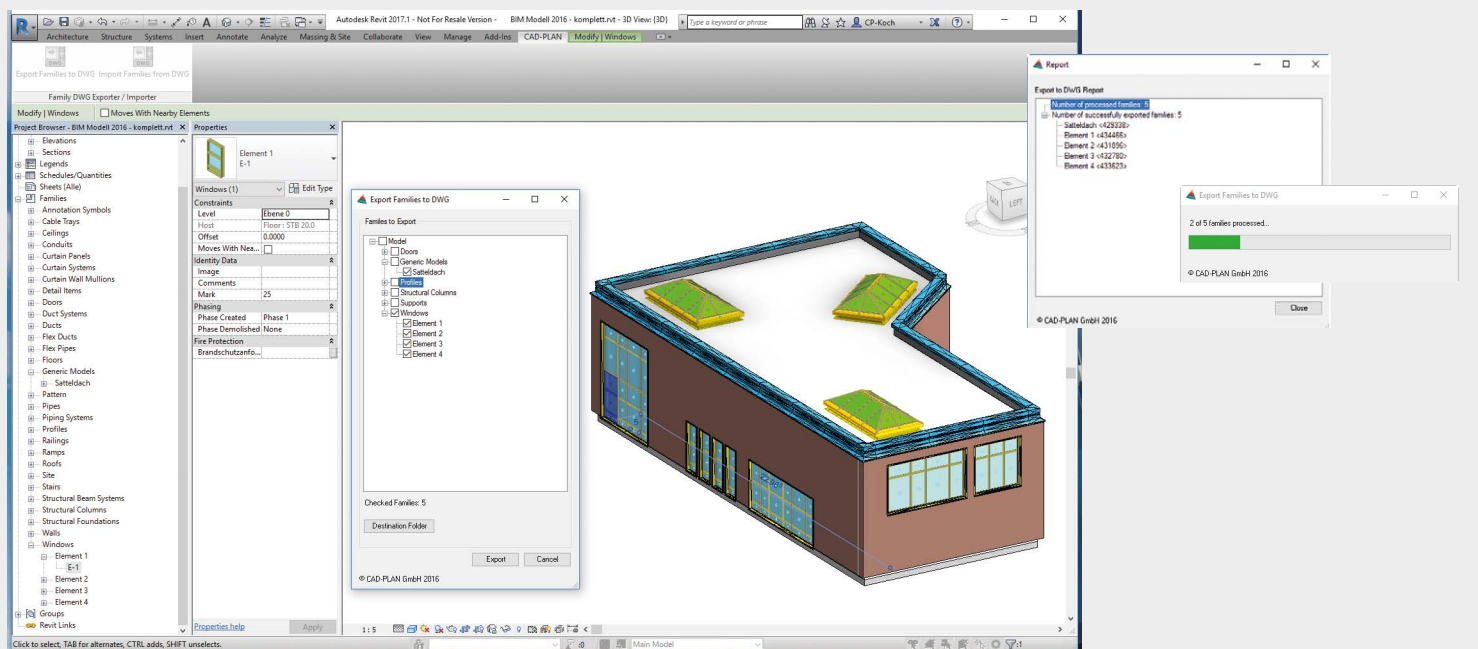 Autodesk Revit 2017.1 - Not For Resale Version - BIM Modell 2016 - komplett.rvt - 3D View: {3D}
Type a keyword or phrase
CP-Koch
Architecture Structure Systems Insert Annotate Analyze Massing & Site Collaborate View Manage Add-Ins CAD-PLAN Modify | Windows
DWG DWG
Export Families to DWG Import Families from DWG
Family DWG Exporter / Importer
Modify | Windows Moves With Nearby Elements
Project Browser - BIM Modell 2016 - komplett.rvt
Elevations
Sections
Legends
Schedules/Quantities
Sheets (Alle)
Families
Annotation Symbols
Cable Trays
Ceilings
Conduits
Curtain Panels
Curtain Systems
Curtain Wall Mullions
Detail Items
Doors
Duct Systems
Ducts
Flex Ducts
Flex Pipes
Floors
Generic Models
Satteldach
Pattern
Pipes
Piping Systems
Profiles
Railings
Ramps
Roofs
Site
Stairs
Structural Beam Systems
Structural Columns
Structural Foundations
Walls
Windows
Element 1
E-1
Element 2
Element 3
Element 4
Groups
Revit Links
Properties
Element 1
E-1
Windows (1) Edit Type
Constraints
Level Ebene 0
Host Floor : STB 20.0
Offset 0.0000
Moves With Nea...
Identity Data
Image
Comments
Mark 25
Phasing
Phase Created Phase 1
Phase Demolished None
Fire Protection
Brandschutzanfo...
Properties help Apply
Export Families to DWG
Familes to Export
Model
Doors
Generic Models
Satteldach
Profiles
Structural Columns
Supports
Windows
Element 1
Element 2
Element 3
Element 4
Checked Families: 5
Destination Folder
Export Cancel
© CAD-PLAN GmbH 2016
LEFT
Report
Export to DWG Report
Number of processed families: 5
Number of successfully exported families: 5
Satteldach <429338>
Element 1 <434466>
Element 2 <431896>
Element 3 <432780>
Element 4 <433623>
Close
© CAD-PLAN GmbH 2016
Export Families to DWG
2 of 5 families processed...
© CAD-PLAN GmbH 2016
1 : 5
Click to select, TAB for alternates, CTRL adds, SHIFT unselects.
:0 Main Model :1